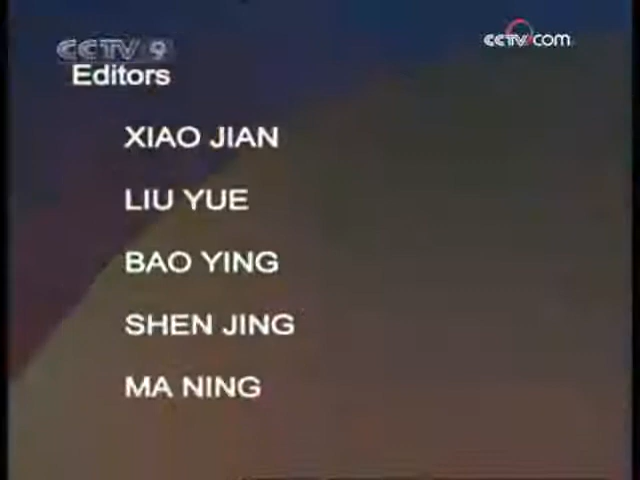 CCTV 9
CCTV.com
Editors
XIAO JIAN
LIU YUE
BAO YING
SHEN JING
MA NING